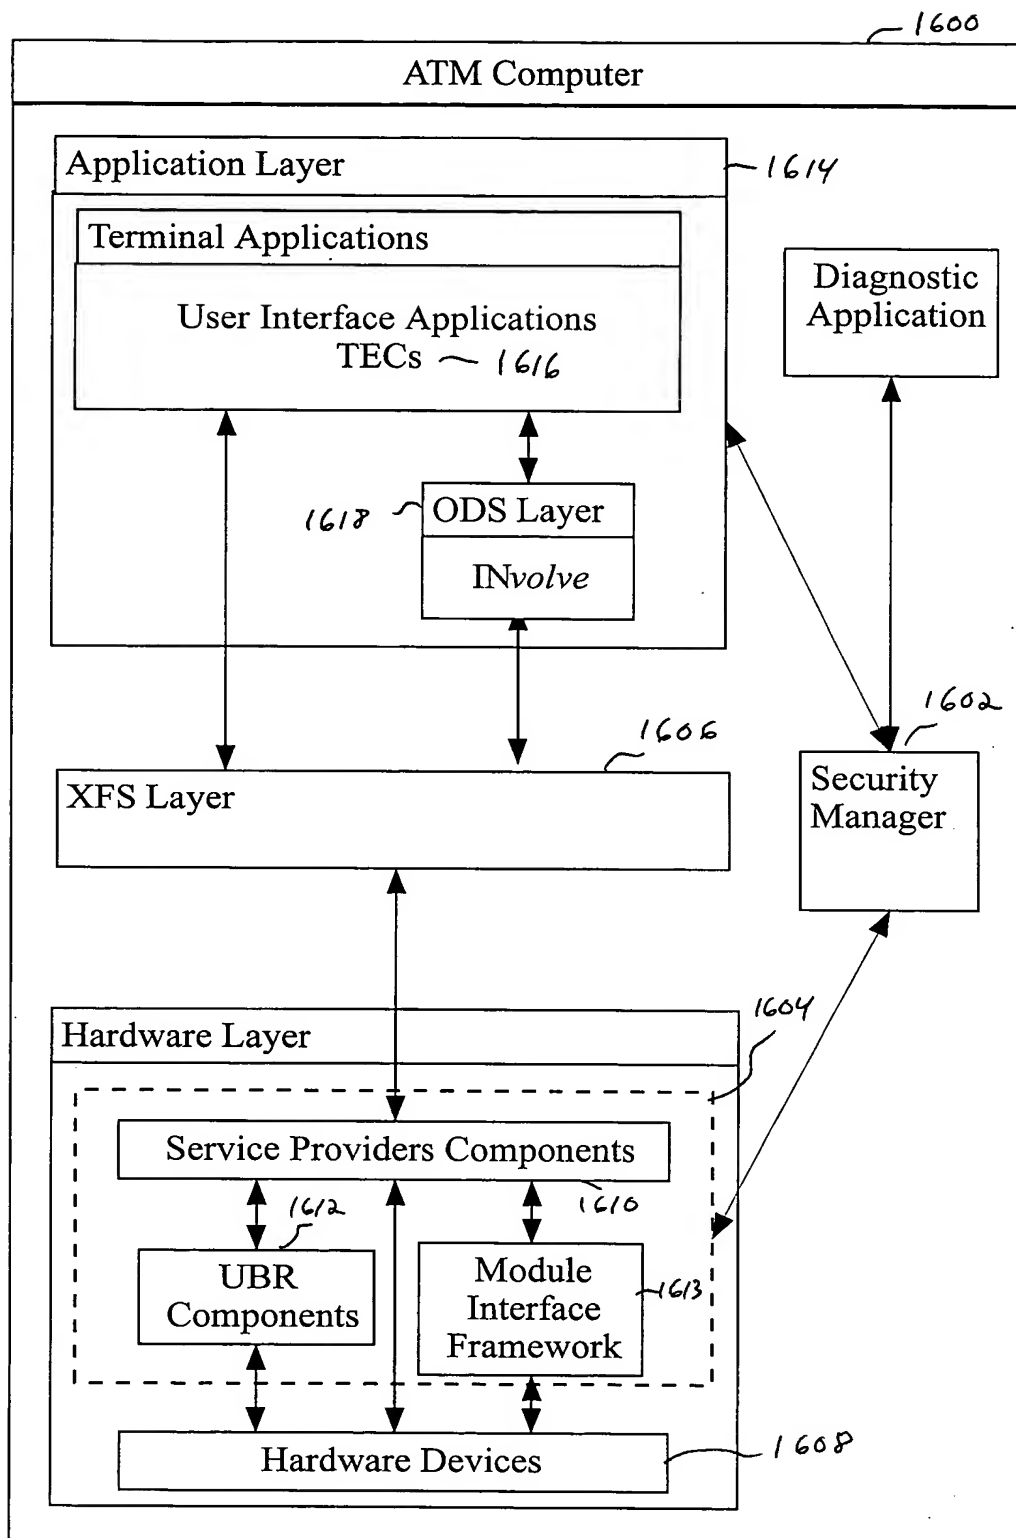 1600
ATM Computer
Application Layer
1614
Terminal Applications
User Interface Applications
TECs 1616
Diagnostic
Application
1618
ODS Layer
INvolve
1606
XFS Layer
1602
Security
Manager
Hardware Layer
1604
Service Providers Components
1610
1612
UBR
Components
Module
Interface
Framework
1613
Hardware Devices
1608